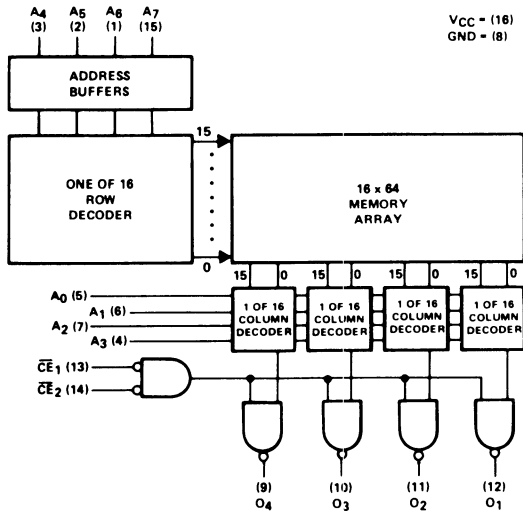 A4 A5 A6 A7
(3) (2) (1) (15)
VCC = (16)
GND = (8)
ADDRESS
BUFFERS
ONE OF 16
ROW
DECODER
15
0
16 x 64
MEMORY
ARRAY
15 0 15 0 15 0 15 0
1 OF 16
COLUMN
DECODER
1 OF 16
COLUMN
DECODER
1 OF 16
COLUMN
DECODER
1 OF 16
COLUMN
DECODER
A0 (5)
A1 (6)
A2 (7)
A3 (4)
C̅E̅1 (13)
C̅E̅2 (14)
(9) (10) (11) (12)
O4 O3 O2 O1